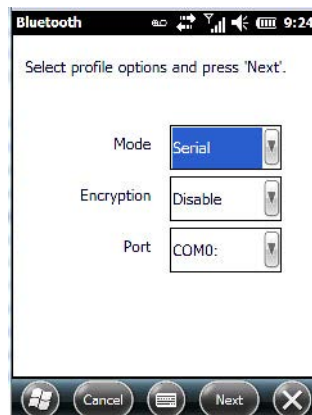 Bluetooth 9:24
Select profile options and press 'Next'.
Mode Serial
Encryption Disable
Port COM0:
Cancel Next